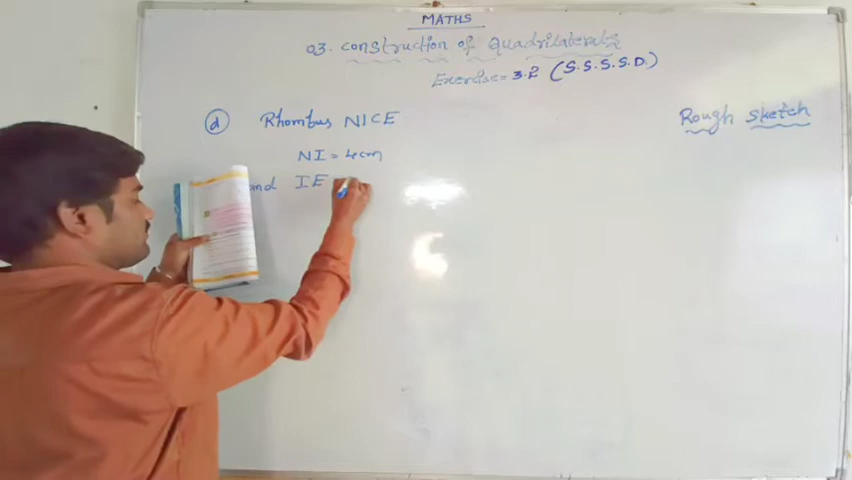 MATHS
03. Construction of Quadrilaterals
Exercise = 3.2 (S.S.S.S.D.)
d Rhombus NICE
Rough Sketch
NI = 4cm
and IE =